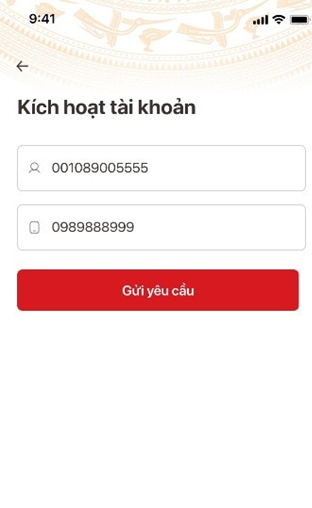 9:41
Kích hoạt tài khoản
001089005555
0989888999
Gửi yêu cầu